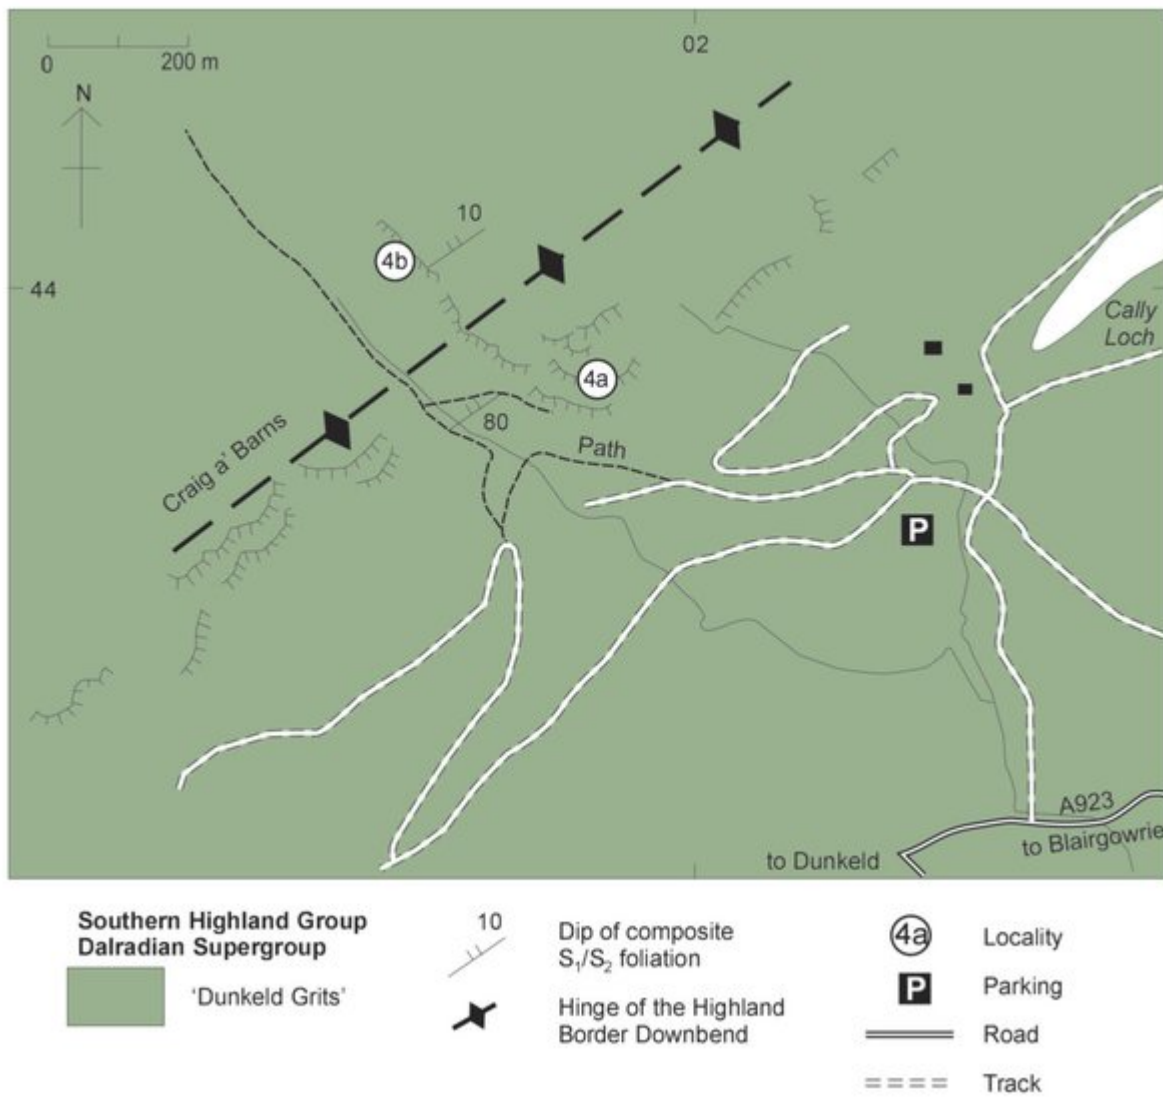 02
0
200 m
N
10
4b
44
Cally
Loch
4a
80
Craig a' Barns
Path
P
A923
to Blairgowrie
to Dunkeld
Southern Highland Group
Dalradian Supergroup
'Dunkeld Grits'
10
Dip of composite
S₁/S₂ foliation
Hinge of the Highland
Border Downbend
4a
Locality
P
Parking
Road
Track